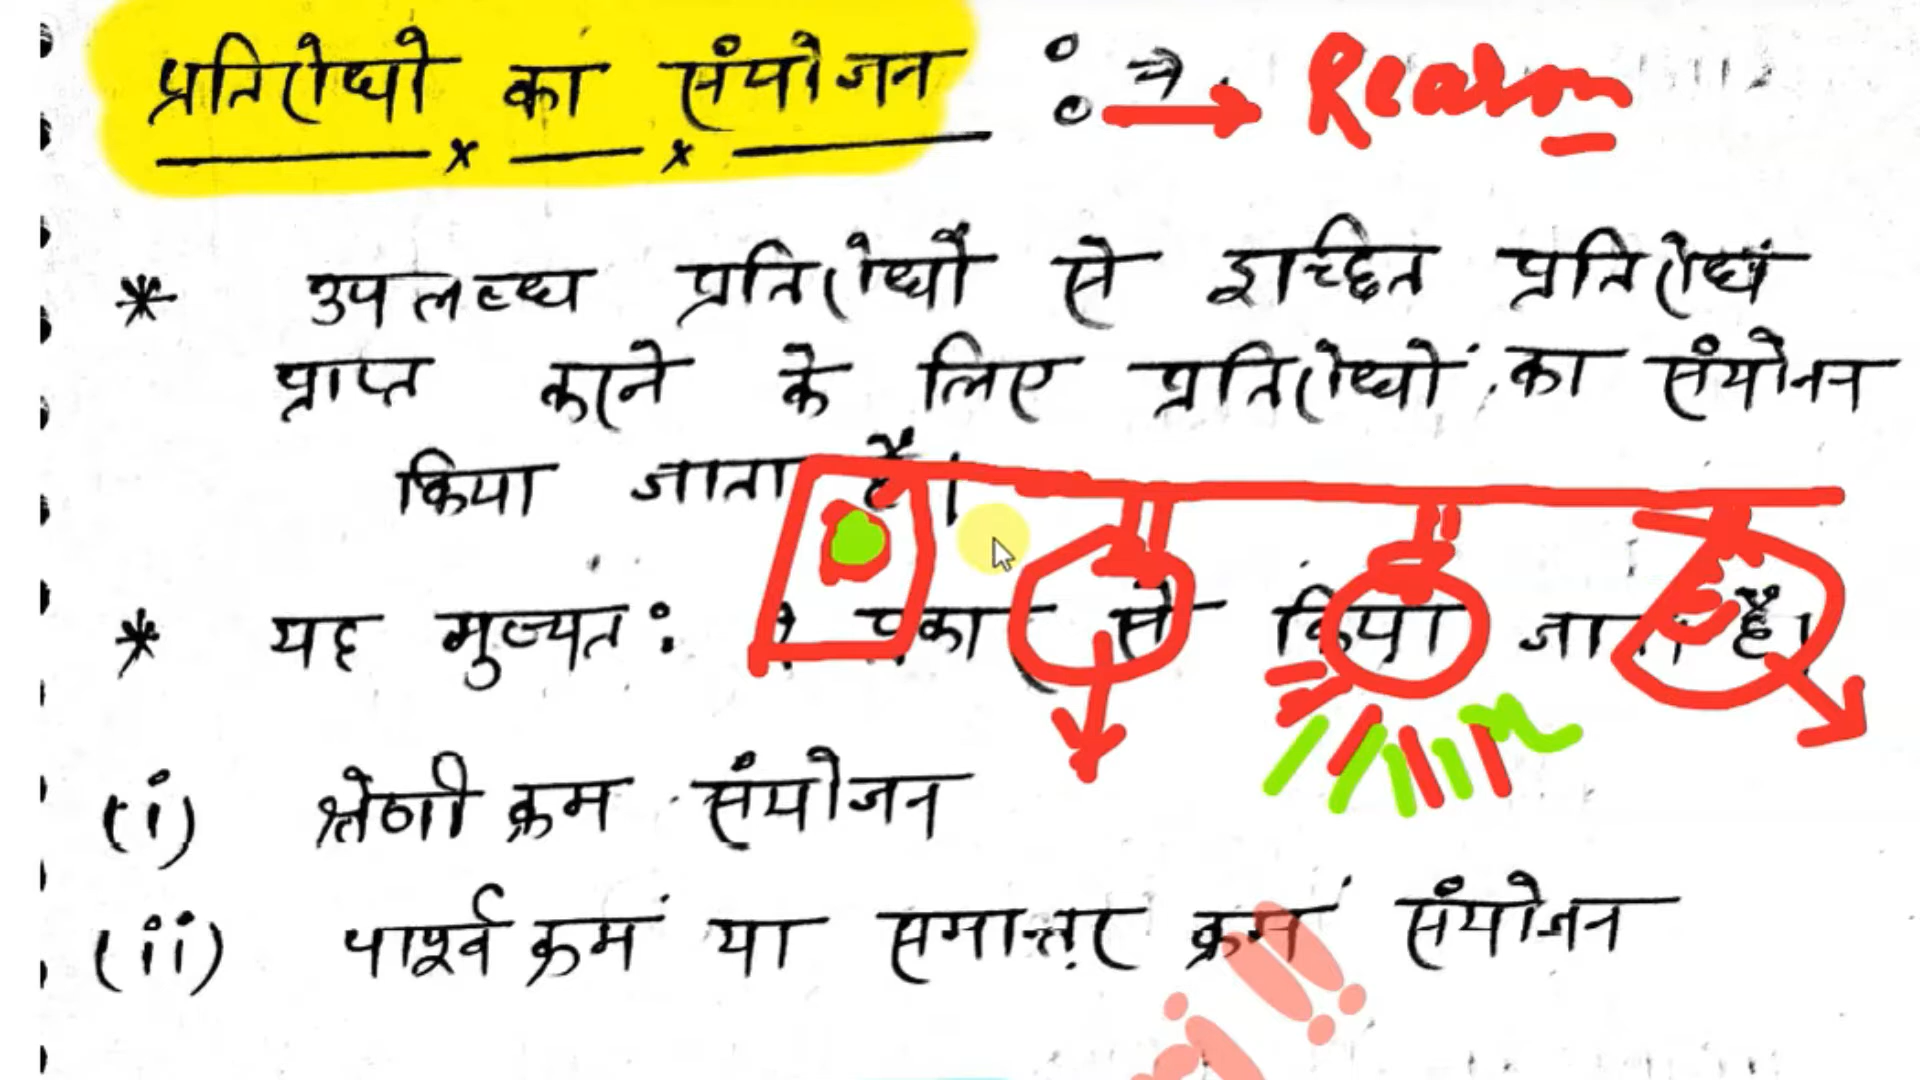 प्रतिरोधो का संयोजन :→ Reason
* उपलब्ध प्रतिरोधों से इच्छित प्रतिरोध
प्राप्त करने के लिए प्रतिरोधों का संयोजन
किया जाता है।
* यह मुख्यतः प्रकार से किया जाता है।
(i) श्रेणी क्रम संयोजन
(ii) पार्श्व क्रम या समान्तर क्रम संयोजन